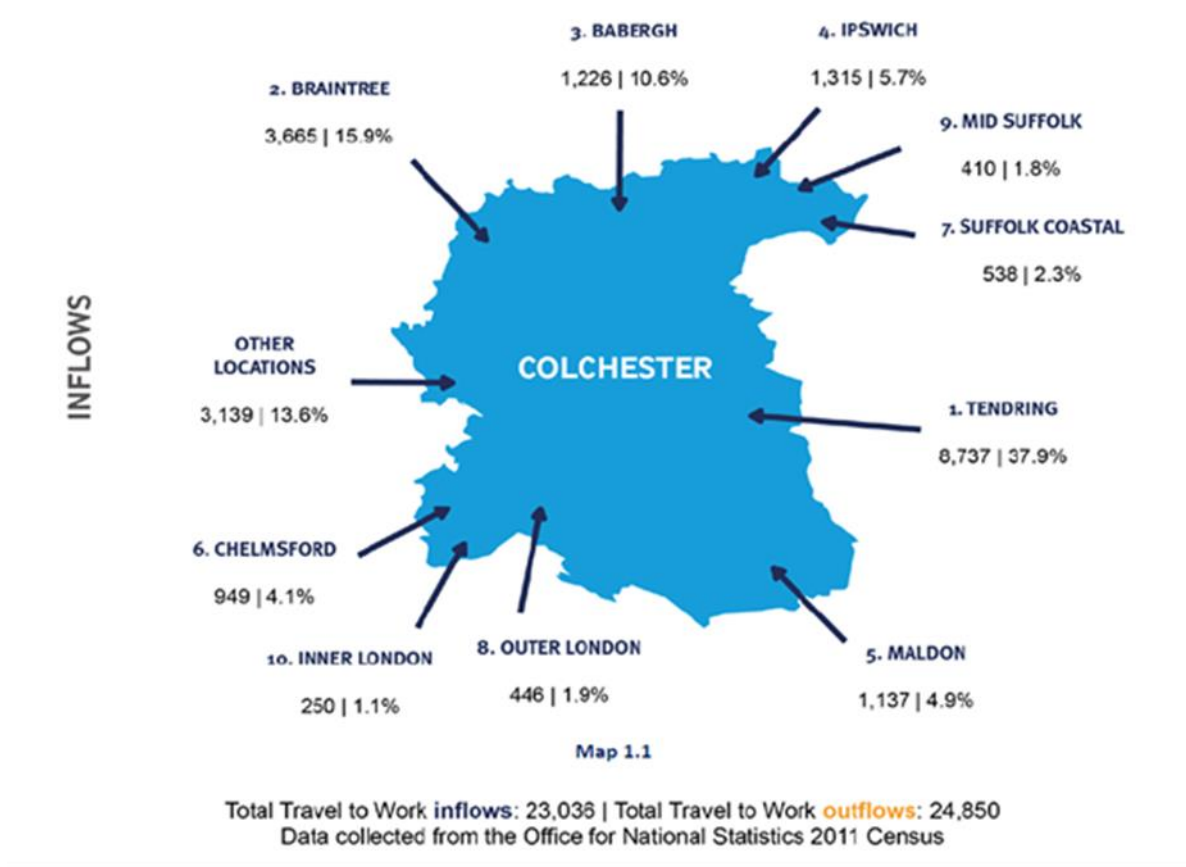 3. BABERGH
1,226 | 10.6%
4. IPSWICH
1,315 | 5.7%
2. BRAINTREE
3,665 | 15.9%
9. MID SUFFOLK
410 | 1.8%
7. SUFFOLK COASTAL
538 | 2.3%
INFLOWS
OTHER
LOCATIONS
3,139 | 13.6%
COLCHESTER
1. TENDRING
8,737 | 37.9%
6. CHELMSFORD
949 | 4.1%
10. INNER LONDON
250 | 1.1%
8. OUTER LONDON
446 | 1.9%
5. MALDON
1,137 | 4.9%
Map 1.1
Total Travel to Work inflows: 23,036 | Total Travel to Work outflows: 24,850
Data collected from the Office for National Statistics 2011 Census